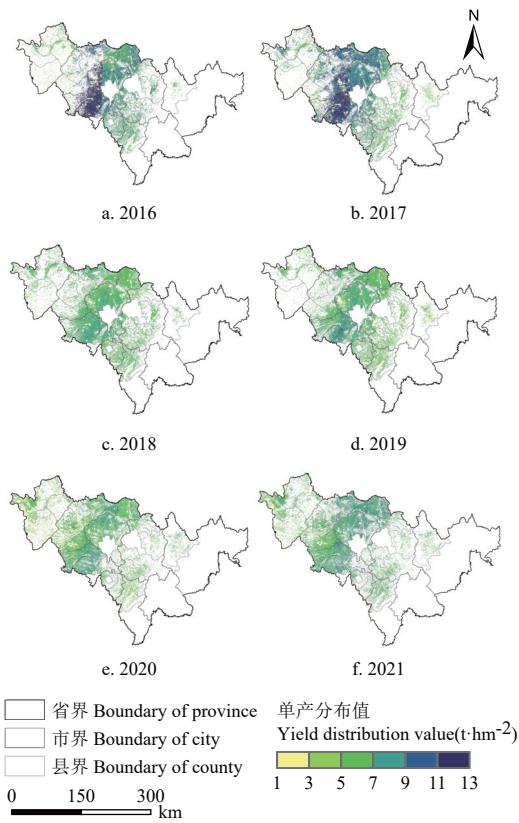 N
a. 2016
b. 2017
c. 2018
d. 2019
e. 2020
f. 2021
省界 Boundary of province
市界 Boundary of city
县界 Boundary of county
0 150 300 km
单产分布值
Yield distribution value(t·hm⁻²)
1 3 5 7 9 11 13